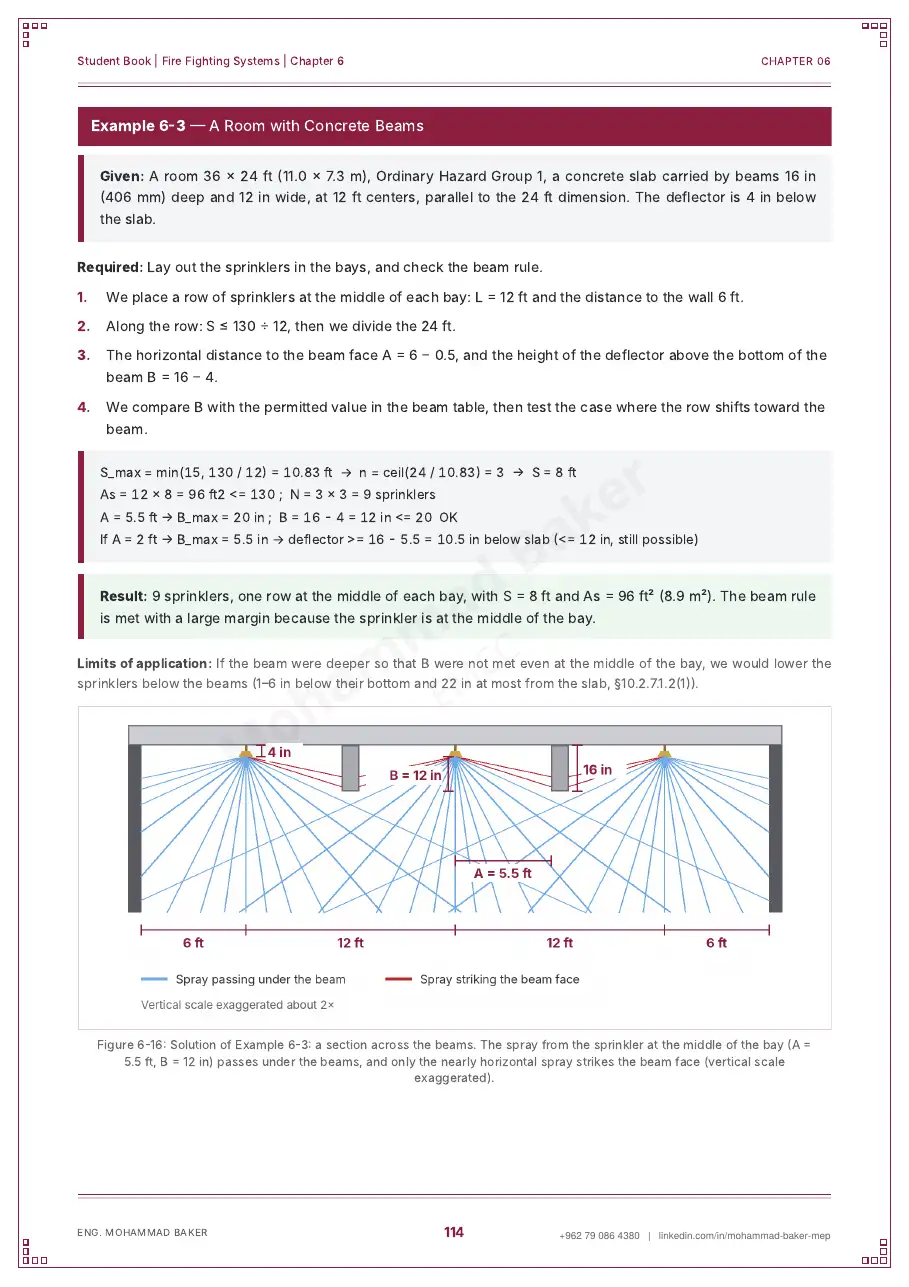 Student Book | Fire Fighting Systems | Chapter 6
CHAPTER 06
Example 6-3 — A Room with Concrete Beams
Given: A room 36 × 24 ft (11.0 × 7.3 m), Ordinary Hazard Group 1, a concrete slab carried by beams 16 in
(406 mm) deep and 12 in wide, at 12 ft centers, parallel to the 24 ft dimension. The deflector is 4 in below
the slab.
Required: Lay out the sprinklers in the bays, and check the beam rule.
1. We place a row of sprinklers at the middle of each bay: L = 12 ft and the distance to the wall 6 ft.
2. Along the row: S ≤ 130 ÷ 12, then we divide the 24 ft.
3. The horizontal distance to the beam face A = 6 − 0.5, and the height of the deflector above the bottom of the
beam B = 16 − 4.
4. We compare B with the permitted value in the beam table, then test the case where the row shifts toward the
beam.
S_max = min(15, 130 / 12) = 10.83 ft → n = ceil(24 / 10.83) = 3 → S = 8 ft
As = 12 × 8 = 96 ft2 <= 130 ; N = 3 × 3 = 9 sprinklers
A = 5.5 ft → B_max = 20 in ; B = 16 - 4 = 12 in <= 20 OK
If A = 2 ft → B_max = 5.5 in → deflector >= 16 - 5.5 = 10.5 in below slab (<= 12 in, still possible)
Result: 9 sprinklers, one row at the middle of each bay, with S = 8 ft and As = 96 ft² (8.9 m²). The beam rule
is met with a large margin because the sprinkler is at the middle of the bay.
Limits of application: If the beam were deeper so that B were not met even at the middle of the bay, we would lower the
sprinklers below the beams (1–6 in below their bottom and 22 in at most from the slab, §10.2.7.1.2(1)).
4 in
B = 12 in
16 in
A = 5.5 ft
6 ft
12 ft
12 ft
6 ft
Spray passing under the beam
Spray striking the beam face
Vertical scale exaggerated about 2×
Figure 6-16: Solution of Example 6-3: a section across the beams. The spray from the sprinkler at the middle of the bay (A =
5.5 ft, B = 12 in) passes under the beams, and only the nearly horizontal spray strikes the beam face (vertical scale
exaggerated).
Mohammad Baker
ENG. MOHAMMAD BAKER
114
+962 79 086 4380 | linkedin.com/in/mohammad-baker-mep